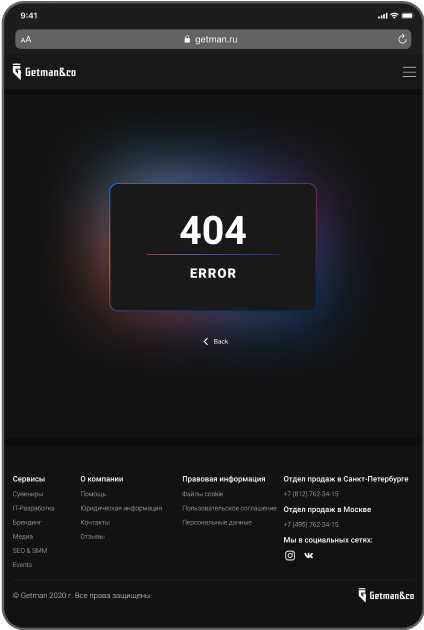 9:41
AA
getman.ru
Getman&co
404
ERROR
Back
Сервисы
Сувениры
IT-Разработка
Брендинг
Медиа
SEO & SMM
Events
О компании
Помощь
Юридическая информация
Контакты
Отзывы
Правовая информация
Файлы cookie
Пользовательское соглашение
Персональные данные
Отдел продаж в Санкт-Петербурге
+7 (812) 762-34-15
Отдел продаж в Москве
+7 (495) 762-34-15
Мы в социальных сетях:
© Getman 2020 г. Все права защищены
Getman&co